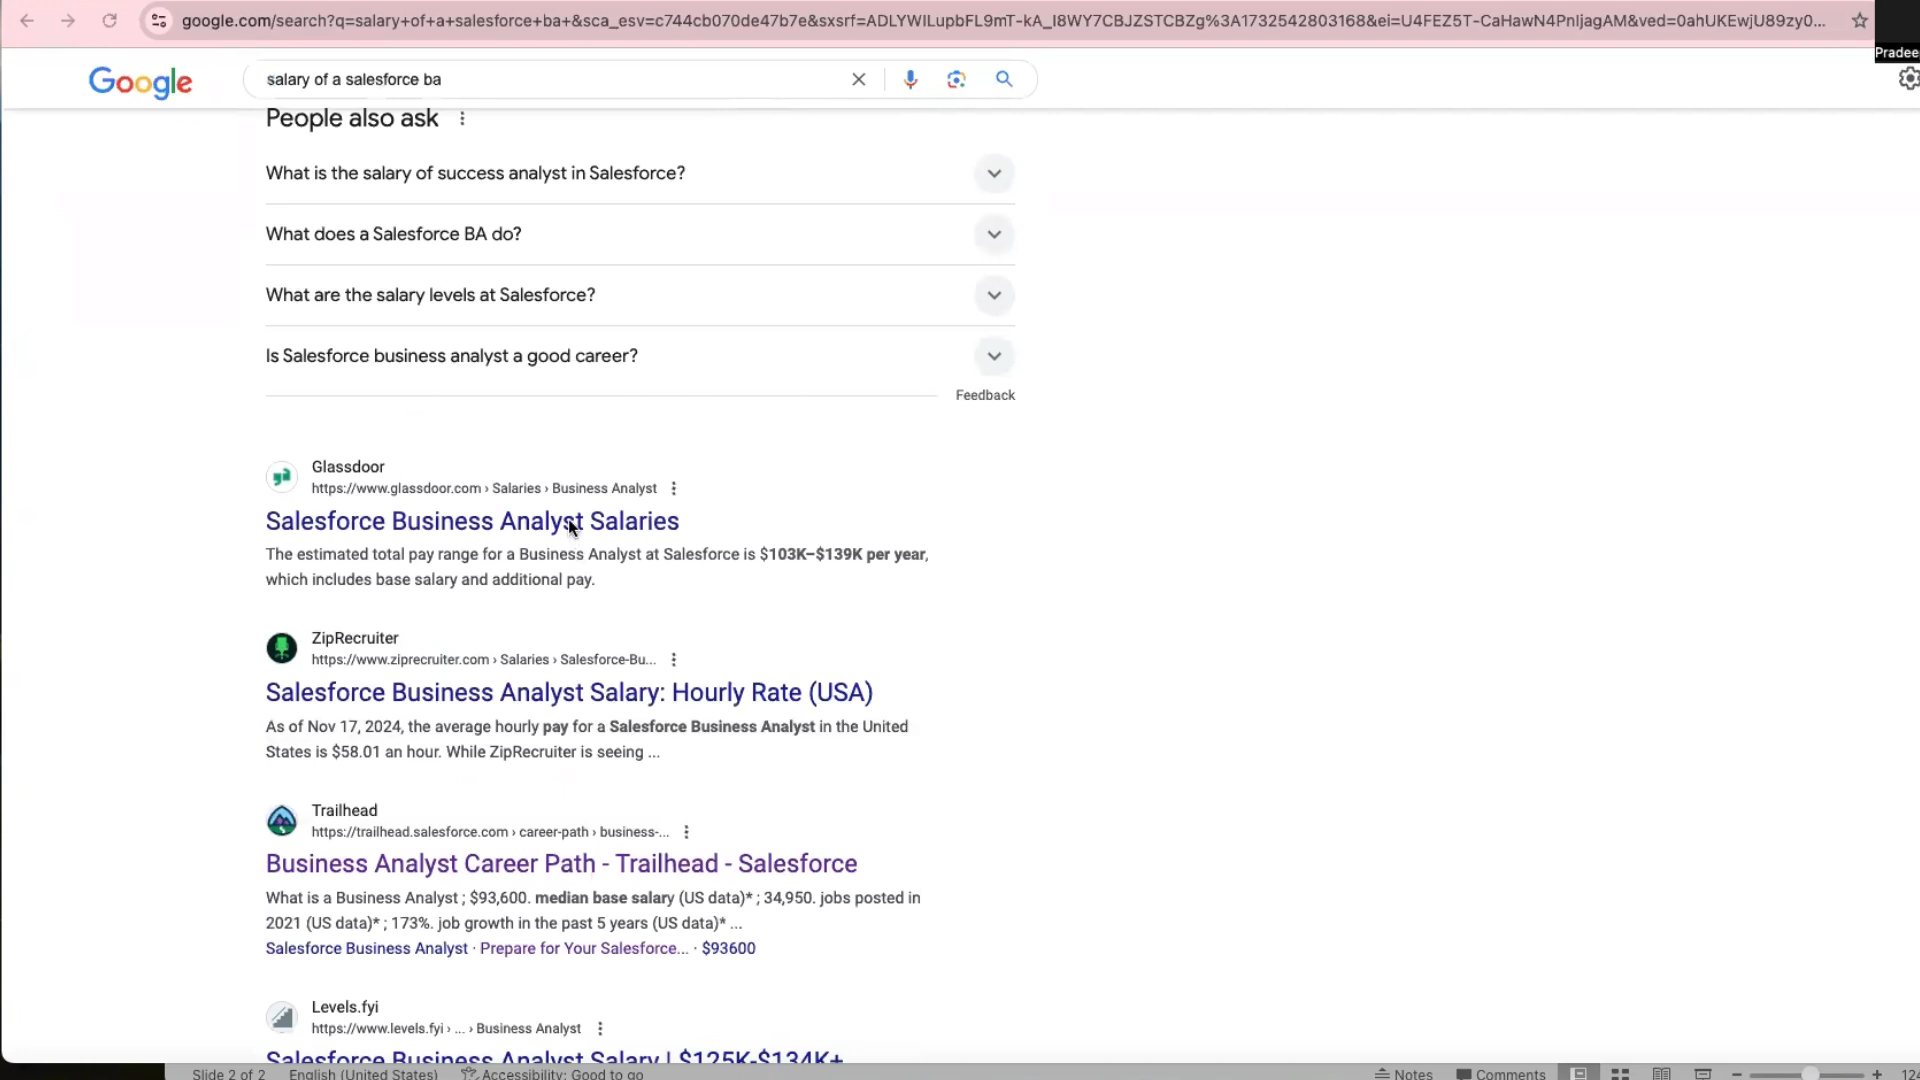 google.com/search?q=salary+of+a+salesforce+ba+&sca_esv=c744cb070de47b7e&sxsrf=ADLYWILupbFL9mT-kA_I8WY7CBJZSTCBZg%3A1732542803168&ei=U4FEZ5T-CaHawN4PnIjagAM&ved=0ahUKEwjU89zy0...
Pradee
Google
salary of a salesforce ba
People also ask
What is the salary of success analyst in Salesforce?
What does a Salesforce BA do?
What are the salary levels at Salesforce?
Is Salesforce business analyst a good career?
Feedback
Glassdoor
https://www.glassdoor.com › Salaries › Business Analyst
Salesforce Business Analyst Salaries
The estimated total pay range for a Business Analyst at Salesforce is $103K–$139K per year,
which includes base salary and additional pay.
ZipRecruiter
https://www.ziprecruiter.com › Salaries › Salesforce-Bu...
Salesforce Business Analyst Salary: Hourly Rate (USA)
As of Nov 17, 2024, the average hourly pay for a Salesforce Business Analyst in the United
States is $58.01 an hour. While ZipRecruiter is seeing ...
Trailhead
https://trailhead.salesforce.com › career-path › business-...
Business Analyst Career Path - Trailhead - Salesforce
What is a Business Analyst ; $93,600. median base salary (US data)* ; 34,950. jobs posted in
2021 (US data)* ; 173%. job growth in the past 5 years (US data)* ...
Salesforce Business Analyst · Prepare for Your Salesforce... · $93600
Levels.fyi
https://www.levels.fyi › ... › Business Analyst
Salesforce Business Analyst Salary | $125K-$134K+
Slide 2 of 2 English (United States) Accessibility: Good to go Notes Comments 124